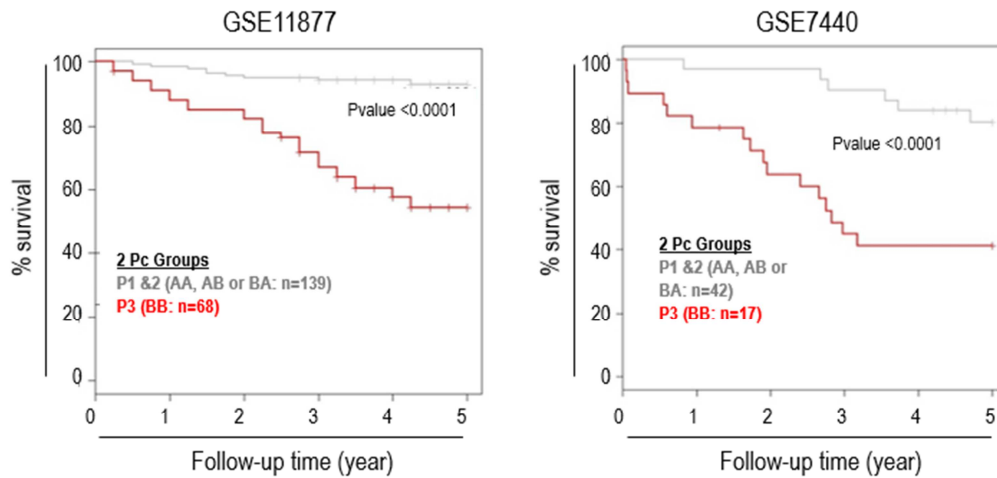 GSE11877
% survival
100
80
60
40
20
0
Pvalue <0.0001
2 Pc Groups
P1 &2 (AA, AB or BA: n=139)
P3 (BB: n=68)
0 1 2 3 4 5
Follow-up time (year)
GSE7440
% survival
100
80
60
40
20
0
Pvalue <0.0001
2 Pc Groups
P1 &2 (AA, AB or
BA: n=42)
P3 (BB: n=17)
0 1 2 3 4 5
Follow-up time (year)